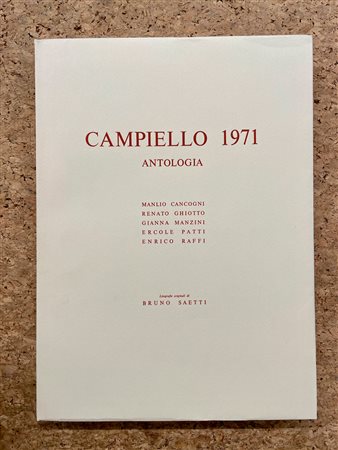 CAMPIELLO 1971
ANTOLOGIA
MANLIO CANCOGNI
RENATO GHIOTTO
GIANNA MANZINI
ERCOLE PATTI
ENRICO RAFFI
Litografie originali di
BRUNO SAETTI